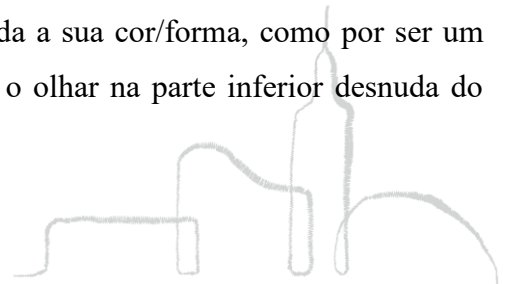 da a sua cor/forma, como por ser um
o olhar na parte inferior desnuda do